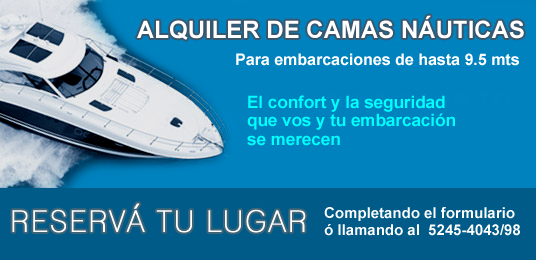 ALQUILER DE CAMAS NÁUTICAS
Para embarcaciones de hasta 9.5 mts
El confort y la seguridad
que vos y tu embarcación
se merecen
RESERVÁ TU LUGAR
Completando el formulario
ó llamando al 5245-4043/98